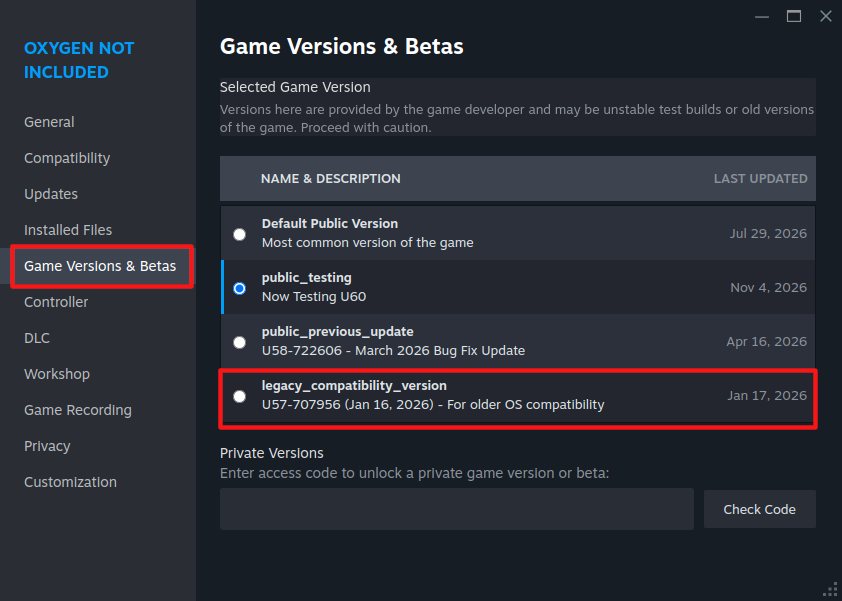 OXYGEN NOT
INCLUDED
General
Compatibility
Updates
Installed Files
Game Versions & Betas
Controller
DLC
Workshop
Game Recording
Privacy
Customization
Game Versions & Betas
Selected Game Version
Versions here are provided by the game developer and may be unstable test builds or old versions
of the game. Proceed with caution.
NAME & DESCRIPTION LAST UPDATED
Default Public Version
Most common version of the game
Jul 29, 2026
public_testing
Now Testing U60
Nov 4, 2026
public_previous_update
U58-722606 - March 2026 Bug Fix Update
Apr 16, 2026
legacy_compatibility_version
U57-707956 (Jan 16, 2026) - For older OS compatibility
Jan 17, 2026
Private Versions
Enter access code to unlock a private game version or beta:
Check Code